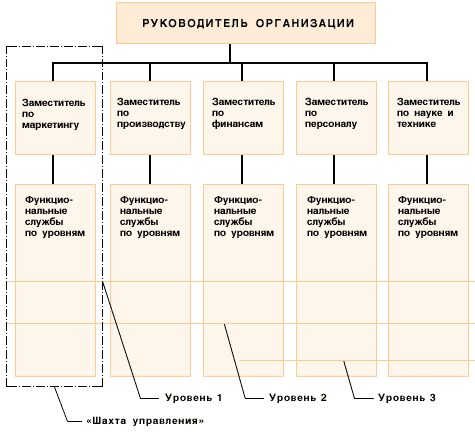 РУКОВОДИТЕЛЬ ОРГАНИЗАЦИИ
Заместитель
по
маркетингу
Заместитель
по
производству
Заместитель
по
финансам
Заместитель
по
персоналу
Заместитель
по науке и
технике
Функцио-
нальные
службы
по уровням
Функцио-
нальные
службы
по уровням
Функцио-
нальные
службы
по уровням
Функцио-
нальные
службы
по уровням
Функцио-
нальные
службы
по уровням
Уровень 1
Уровень 2
Уровень 3
«Шахта управления»